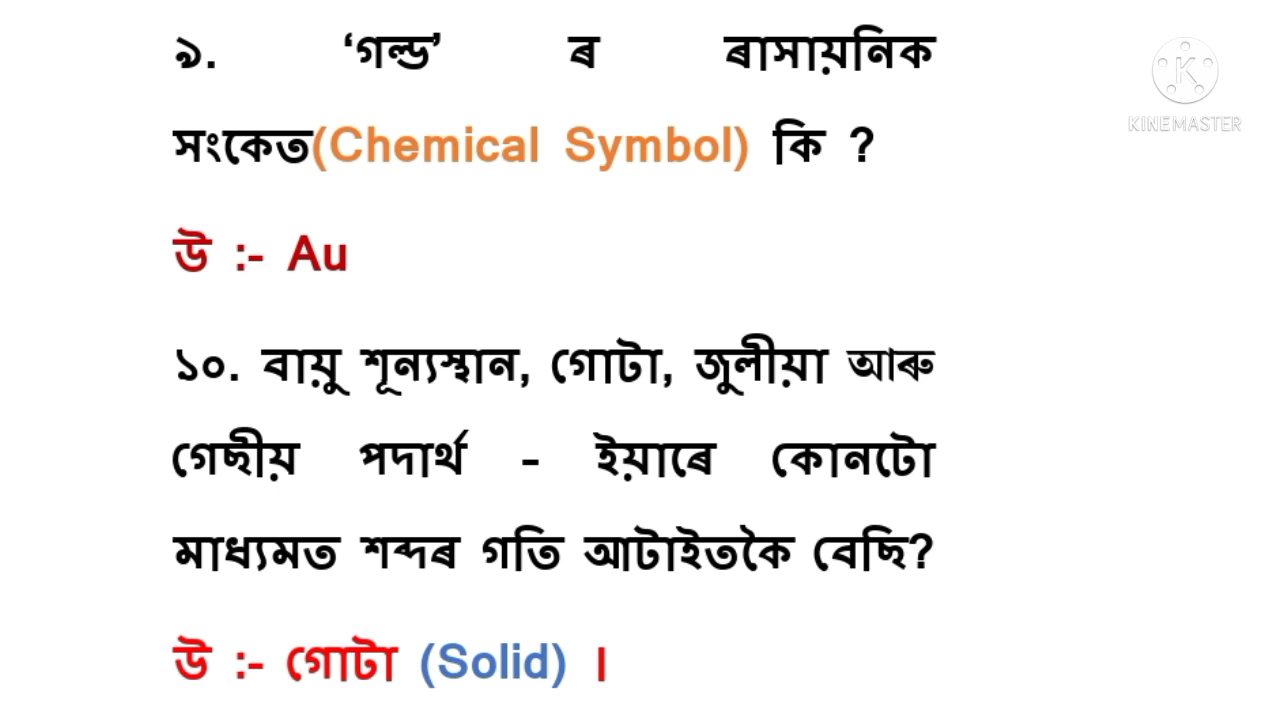 ৯. ‘গল্ড’ ৰ ৰাসায়নিক
সংকেত(Chemical Symbol) কি ?
উ :- Au
১০. বায়ু শূন্যস্থান, গোটা, জুলীয়া আৰু
গেছীয় পদাৰ্থ - ইয়াৰে কোনটো
মাধ্যমত শব্দৰ গতি আটাইতকৈ বেছি?
উ :- গোটা (Solid) ।
K
KINEMASTER